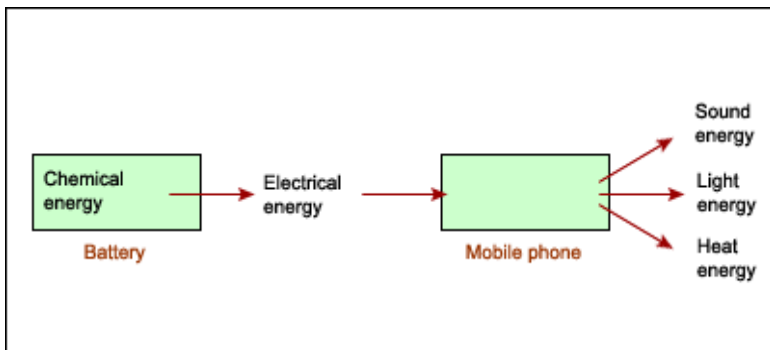 Chemical
energy
Battery
Electrical
energy
Mobile phone
Sound
energy
Light
energy
Heat
energy